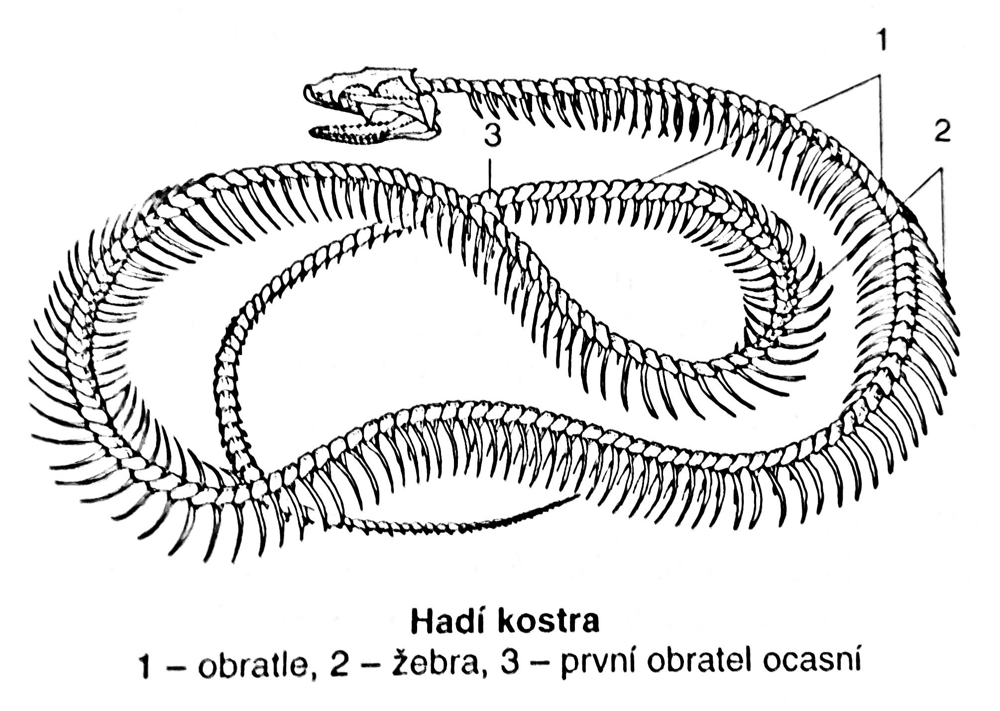 1
2
3
Hadí kostra
1 – obratle, 2 – žebra, 3 – první obratel ocasní